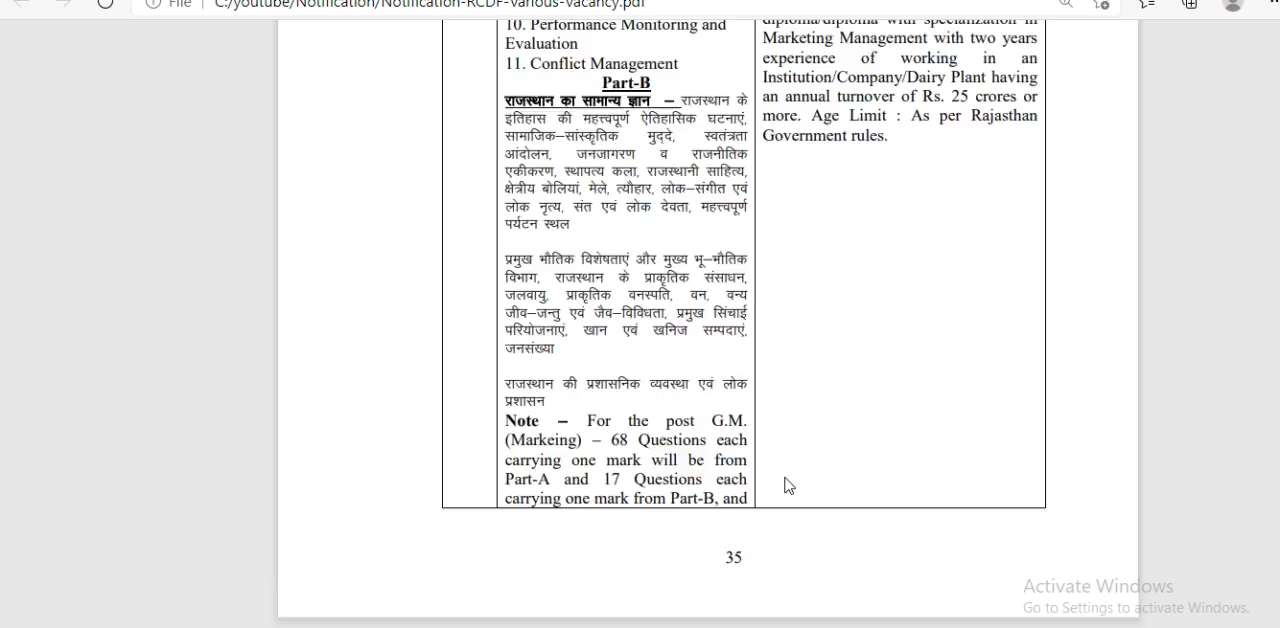 File
C:/youtube/Notification/Notification-RCDF-various-vacancy.pdf
10. Performance Monitoring and
Evaluation
11. Conflict Management
Part-B
राजस्थान का सामान्य ज्ञान – राजस्थान के
इतिहास की महत्त्वपूर्ण ऐतिहासिक घटनाएं,
सामाजिक–सांस्कृतिक मुद्दे, स्वतंत्रता
आंदोलन, जनजागरण व राजनीतिक
एकीकरण, स्थापत्य कला, राजस्थानी साहित्य,
क्षेत्रीय बोलियां, मेले, त्यौहार, लोक–संगीत एवं
लोक नृत्य, संत एवं लोक देवता, महत्त्वपूर्ण
पर्यटन स्थल
प्रमुख भौतिक विशेषताएं और मुख्य भू–भौतिक
विभाग, राजस्थान के प्राकृतिक संसाधन,
जलवायु, प्राकृतिक वनस्पति, वन, वन्य
जीव–जन्तु एवं जैव–विविधता, प्रमुख सिंचाई
परियोजनाएं, खान एवं खनिज सम्पदाएं,
जनसंख्या
राजस्थान की प्रशासनिक व्यवस्था एवं लोक
प्रशासन
Note – For the post G.M.
(Markeing) – 68 Questions each
carrying one mark will be from
Part-A and 17 Questions each
carrying one mark from Part-B, and
diploma/diploma with specialization in
Marketing Management with two years
experience of working in an
Institution/Company/Dairy Plant having
an annual turnover of Rs. 25 crores or
more. Age Limit : As per Rajasthan
Government rules.
35
Activate Windows
Go to Settings to activate Windows.